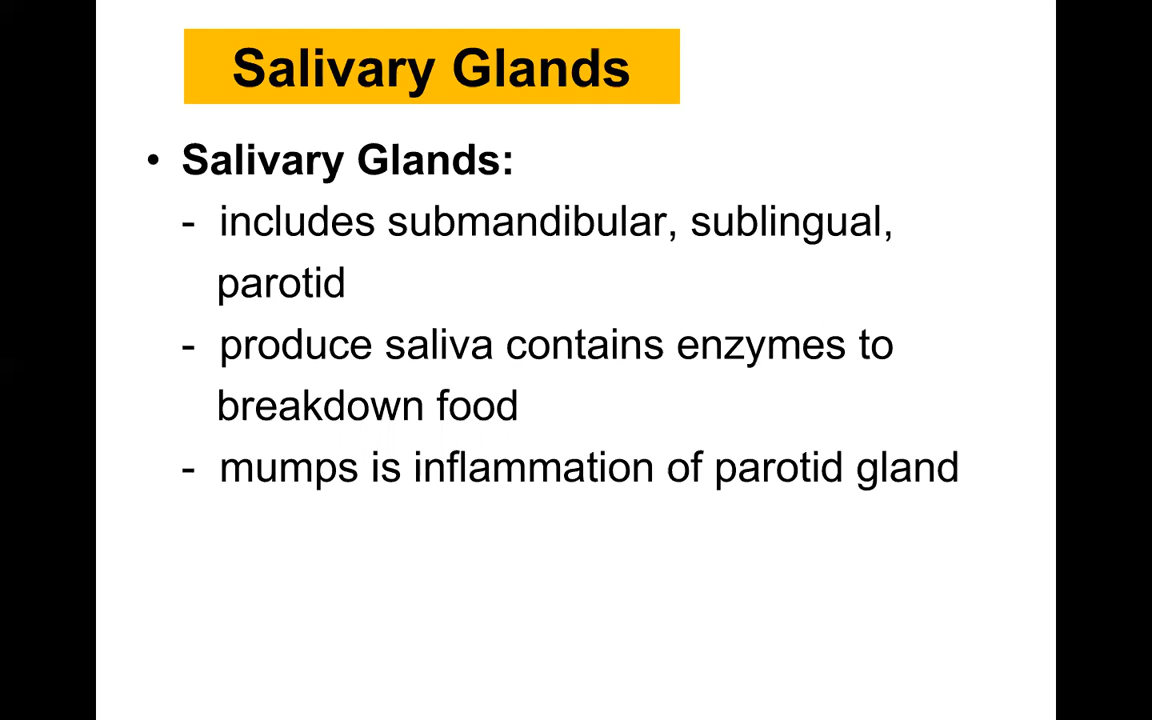 Salivary Glands
• Salivary Glands:
- includes submandibular, sublingual,
parotid
- produce saliva contains enzymes to
breakdown food
- mumps is inflammation of parotid gland